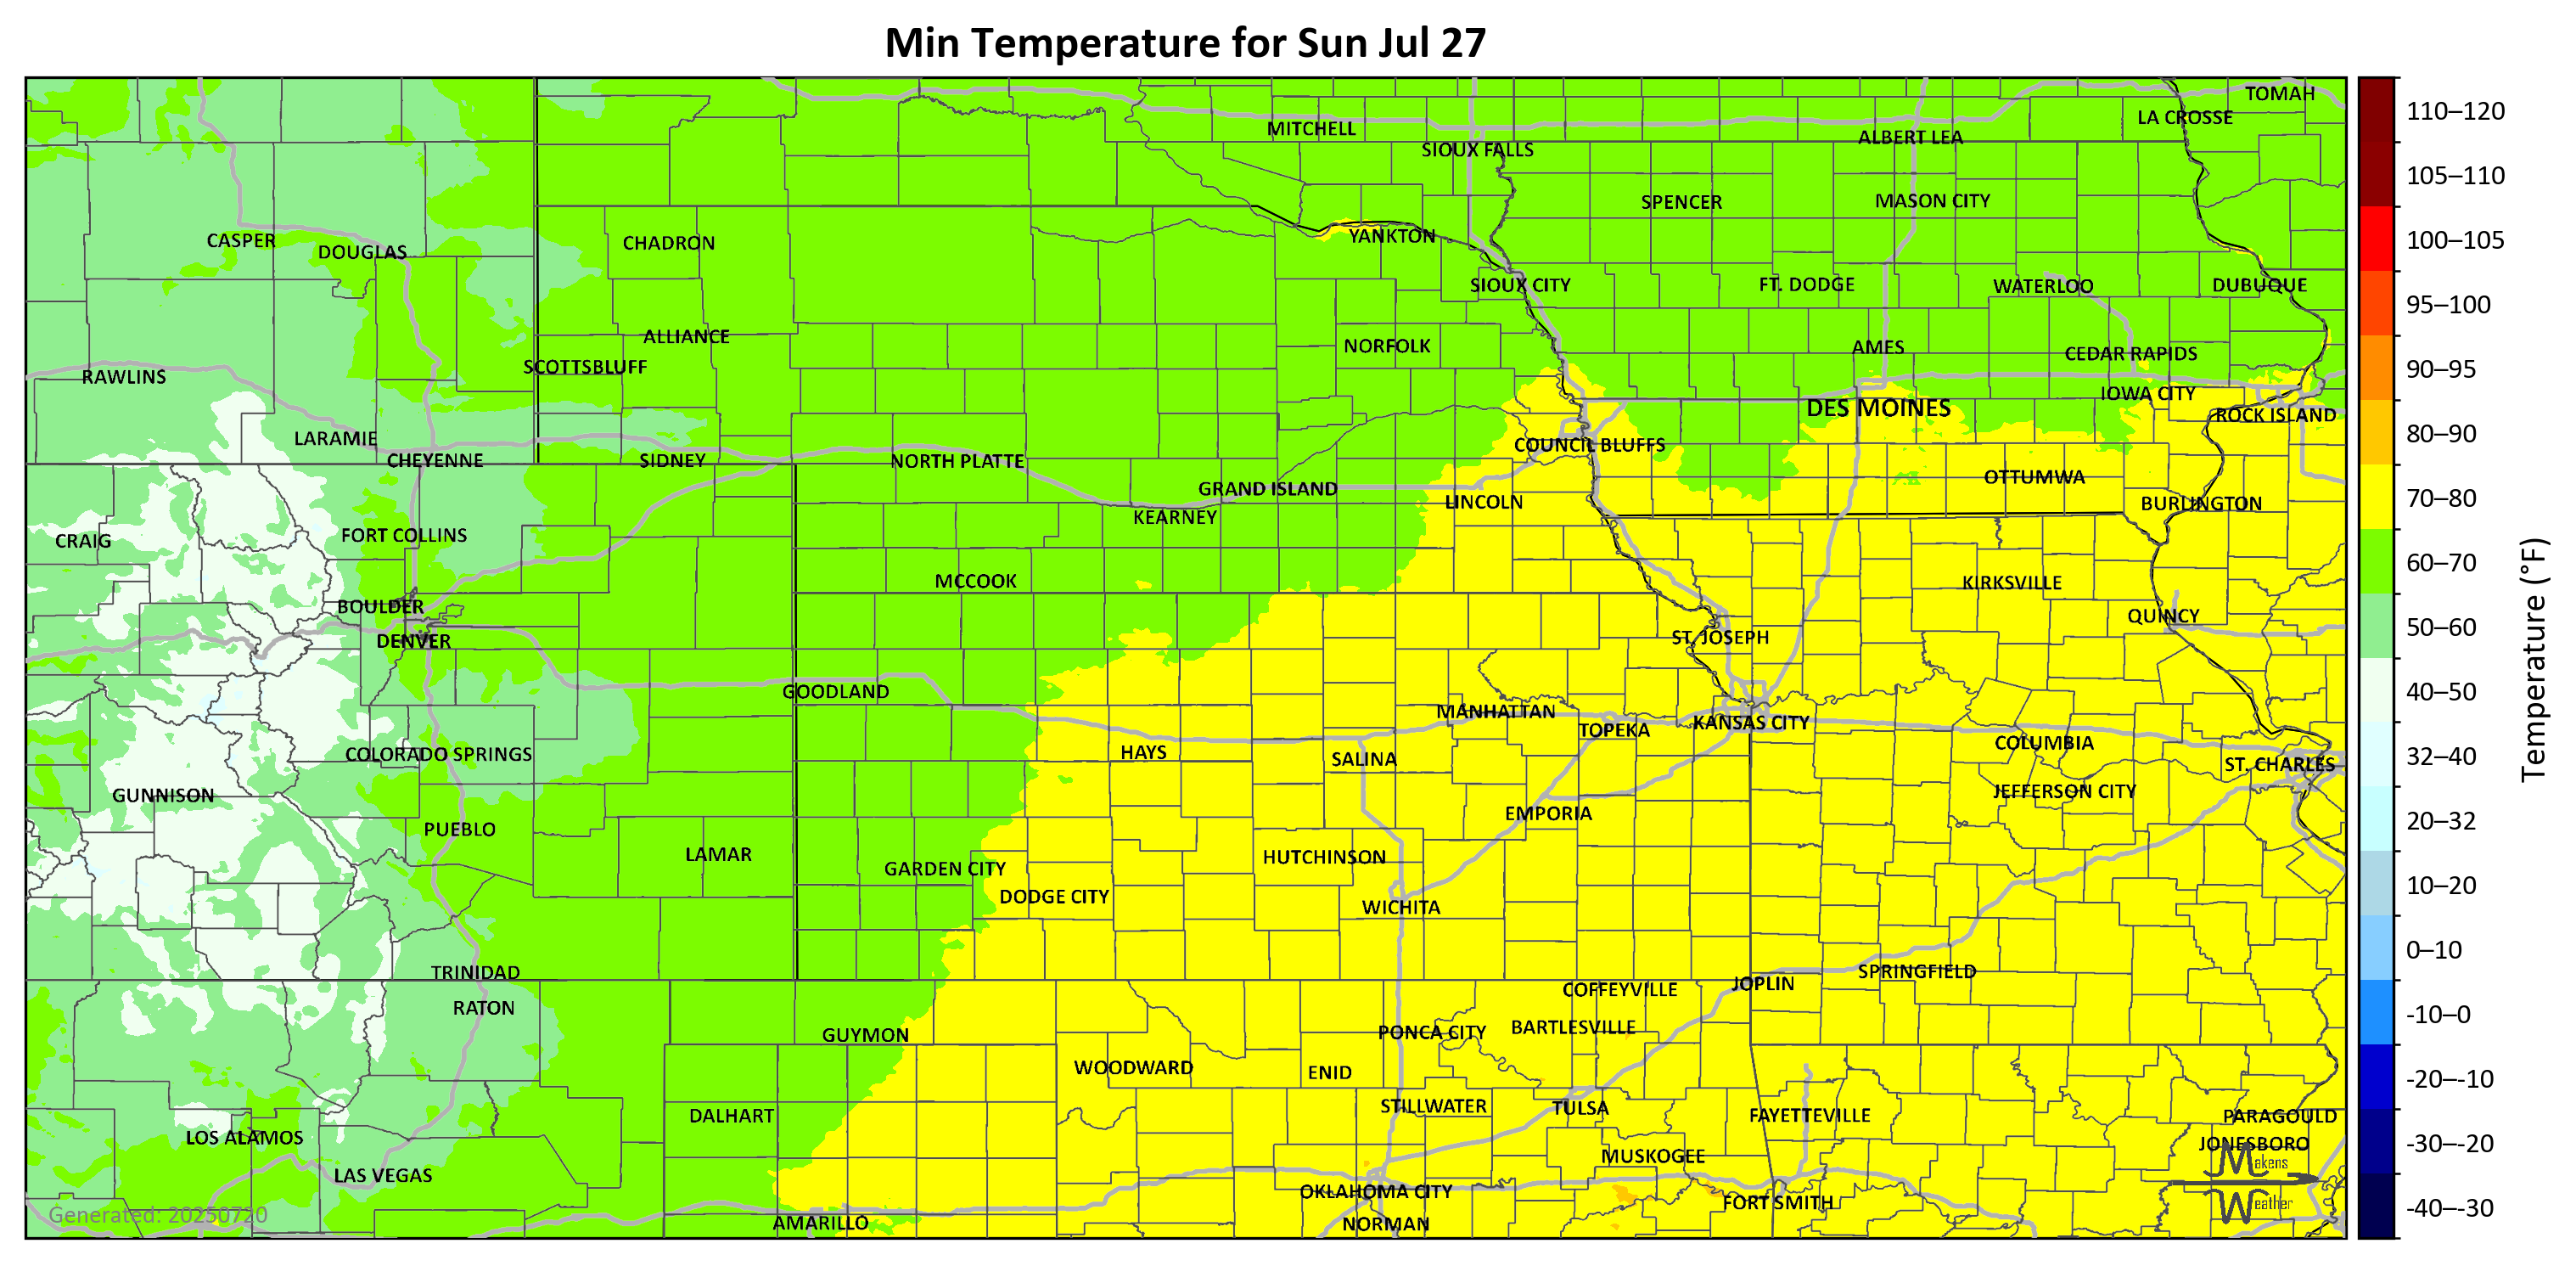 Min Temperature for Sun Jul 27
TOMAH
LA CROSSE
MITCHELL
ALBERT LEA
SIOUX FALLS
SPENCER
MASON CITY
CASPER
DOUGLAS
CHADRON
YANKTON
SIOUX CITY
FT. DODGE
WATERLOO
DUBUQUE
ALLIANCE
NORFOLK
AMES
CEDAR RAPIDS
SCOTTSBLUFF
RAWLINS
IOWA CITY
DES MOINES
ROCK ISLAND
LARAMIE
COUNCIL BLUFFS
CHEYENNE
SIDNEY
NORTH PLATTE
OTTUMWA
GRAND ISLAND
LINCOLN
BURLINGTON
KEARNEY
FORT COLLINS
CRAIG
MCCOOK
KIRKSVILLE
BOULDER
QUINCY
DENVER
ST. JOSEPH
GOODLAND
MANHATTAN
KANSAS CITY
TOPEKA
COLUMBIA
HAYS
COLORADO SPRINGS
SALINA
ST. CHARLES
JEFFERSON CITY
GUNNISON
EMPORIA
PUEBLO
LAMAR
HUTCHINSON
GARDEN CITY
DODGE CITY
WICHITA
TRINIDAD
SPRINGFIELD
JOPLIN
COFFEYVILLE
RATON
BARTLESVILLE
PONCA CITY
GUYMON
WOODWARD
ENID
STILLWATER
TULSA
DALHART
FAYETTEVILLE
PARAGOULD
LOS ALAMOS
JONESBORO
MUSKOGEE
LAS VEGAS
OKLAHOMA CITY
FORT SMITH
AMARILLO
NORMAN
Makens
Weather
Generated: 20250720
110–120
105–110
100–105
95–100
90–95
80–90
70–80
60–70
50–60
40–50
32–40
20–32
10–20
0–10
-10–0
-20–-10
-30–-20
-40–-30
Temperature (°F)